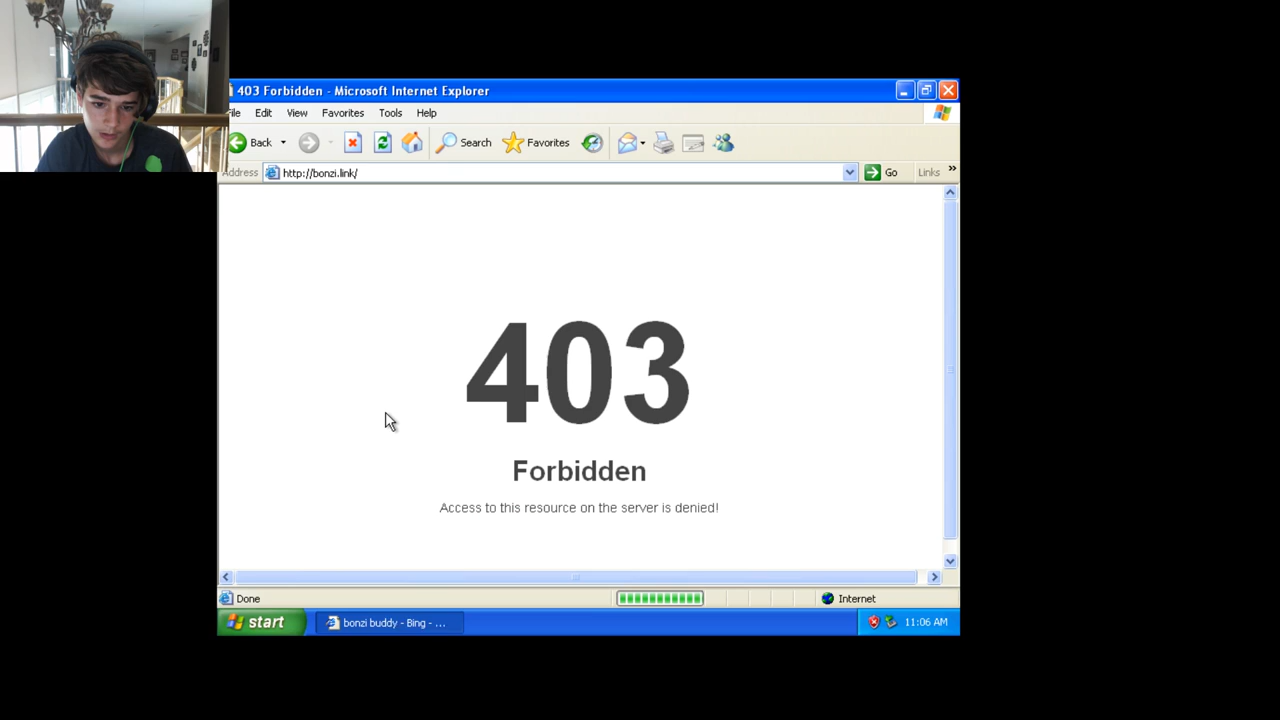 403 Forbidden - Microsoft Internet Explorer
File Edit View Favorites Tools Help
Back Search Favorites
Address http://bonzi.link/ Go Links »
403
Forbidden
Access to this resource on the server is denied!
Done Internet
start bonzi buddy - Bing - ... 11:06 AM